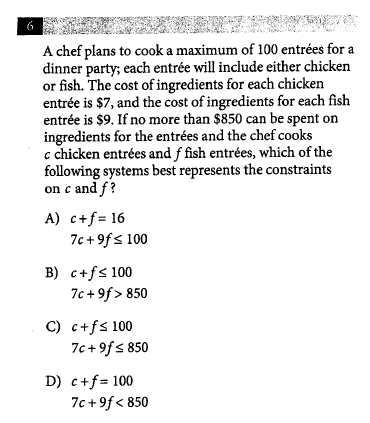 6
A chef plans to cook a maximum of 100 entrées for a
dinner party; each entrée will include either chicken
or fish. The cost of ingredients for each chicken
entrée is $7, and the cost of ingredients for each fish
entrée is $9. If no more than $850 can be spent on
ingredients for the entrées and the chef cooks
c chicken entrées and f fish entrées, which of the
following systems best represents the constraints
on c and f?
A) c + f = 16
7c + 9f ≤ 100
B) c + f ≤ 100
7c + 9f > 850
C) c + f ≤ 100
7c + 9f ≤ 850
D) c + f = 100
7c + 9f < 850